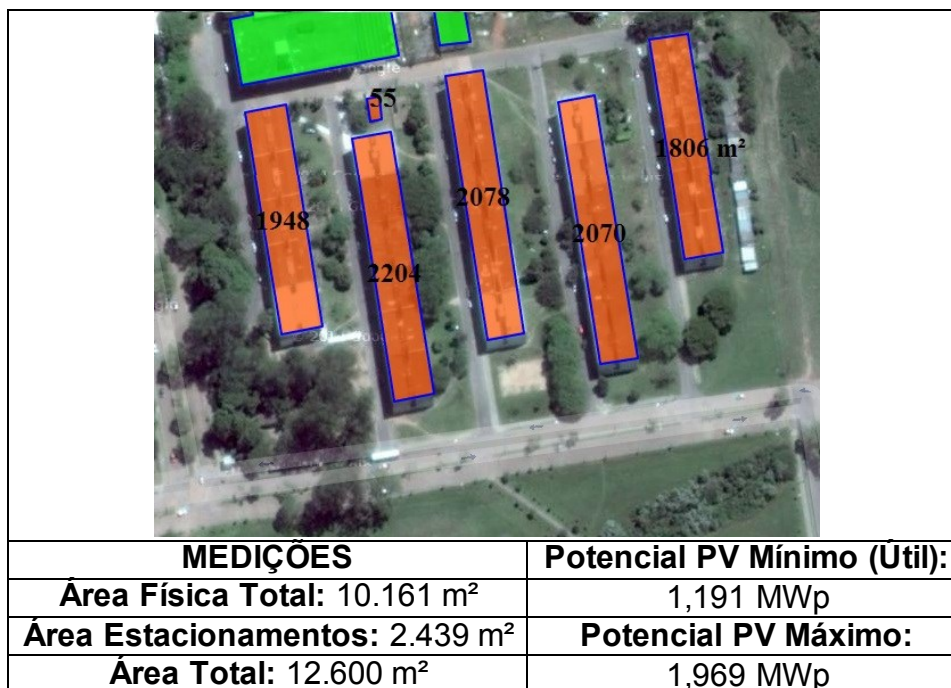 55
1806 m²
2078
1948
2070
2204
MEDIÇÕES
Potencial PV Mínimo (Útil):
Área Física Total: 10.161 m²
1,191 MWp
Área Estacionamentos: 2.439 m²
Potencial PV Máximo:
Área Total: 12.600 m²
1,969 MWp